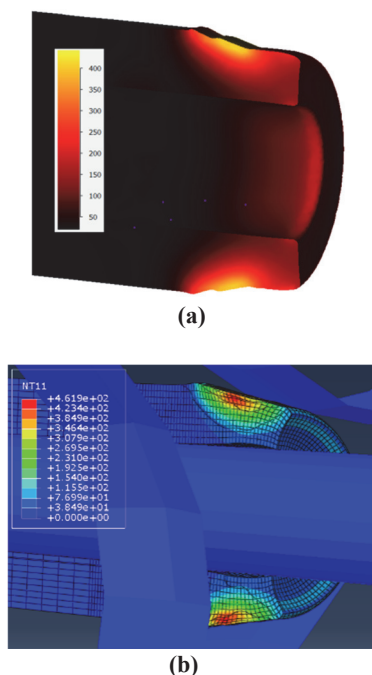 400
350
300
250
200
150
100
50
(a)
NT11
+4.619e+02
+4.234e+02
+3.849e+02
+3.464e+02
+3.079e+02
+2.695e+02
+2.310e+02
+1.925e+02
+1.540e+02
+1.155e+02
+7.699e+01
+3.849e+01
+0.000e+00
(b)